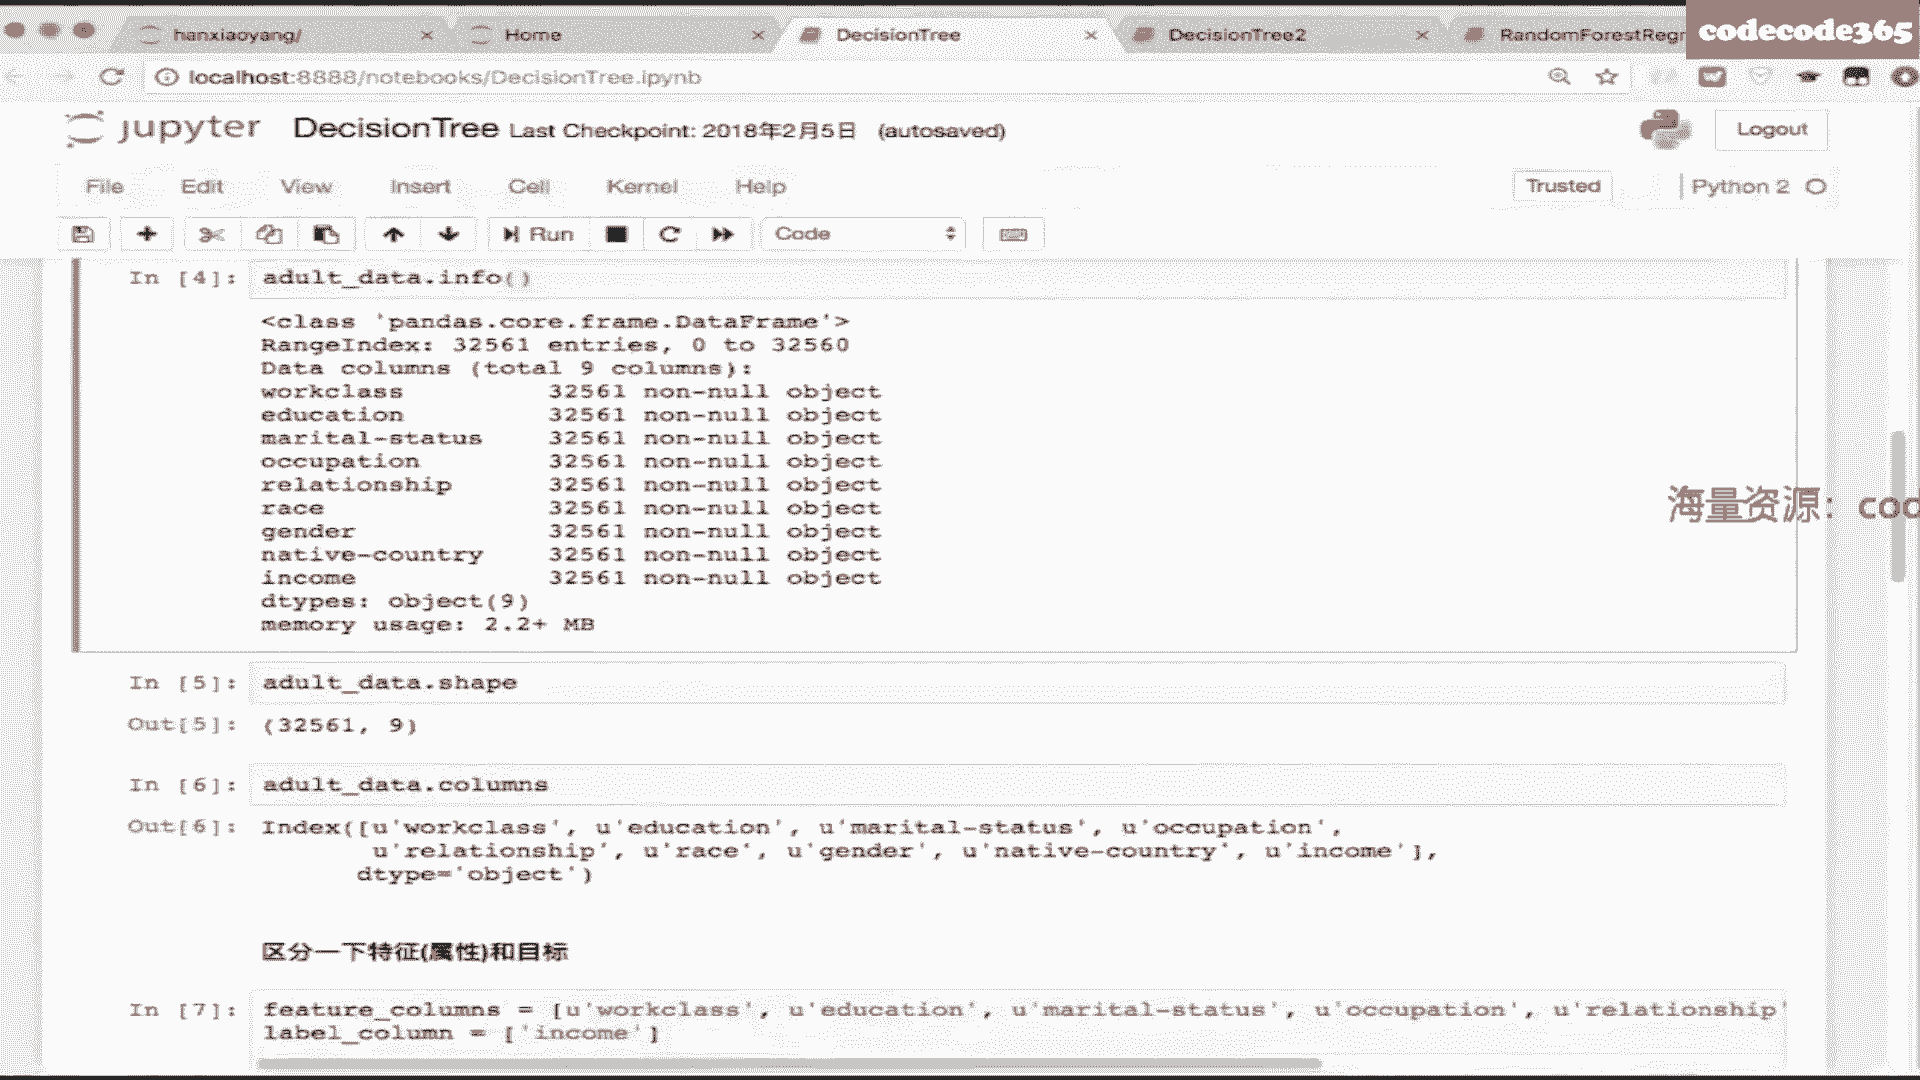 hanxiaoyang/
Home
DecisionTree
DecisionTree2
RandomForestRegr
codecode365
localhost:8888/notebooks/DecisionTree.ipynb
jupyter DecisionTree Last Checkpoint: 2018年2月5日 (autosaved)
Logout
File Edit View Insert Cell Kernel Help
Trusted
Python 2
Run
Code
In [4]: adult_data.info()
<class 'pandas.core.frame.DataFrame'>
RangeIndex: 32561 entries, 0 to 32560
Data columns (total 9 columns):
workclass 32561 non-null object
education 32561 non-null object
marital-status 32561 non-null object
occupation 32561 non-null object
relationship 32561 non-null object
race 32561 non-null object
gender 32561 non-null object
native-country 32561 non-null object
income 32561 non-null object
dtypes: object(9)
memory usage: 2.2+ MB
海量资源：cod
In [5]: adult_data.shape
Out[5]: (32561, 9)
In [6]: adult_data.columns
Out[6]: Index([u'workclass', u'education', u'marital-status', u'occupation',
u'relationship', u'race', u'gender', u'native-country', u'income'],
dtype='object')
区分一下特征(属性)和目标
In [7]: feature_columns = [u'workclass', u'education', u'marital-status', u'occupation', u'relationship'
label_column = ['income']